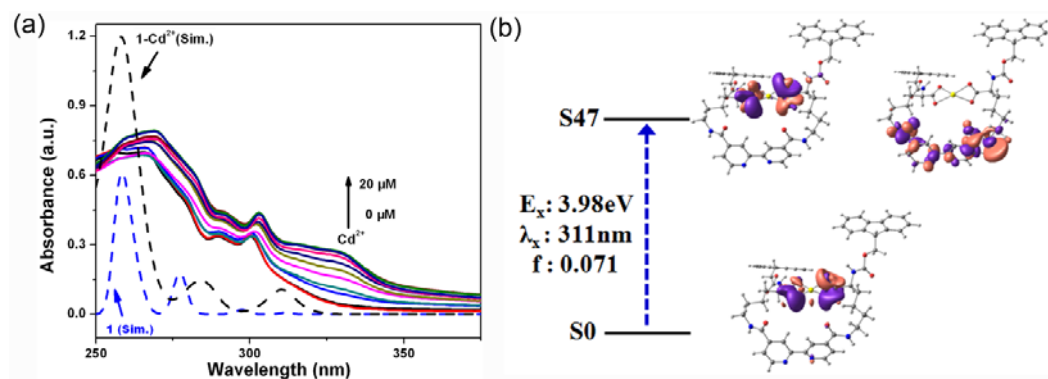 (a)
1.2
0.9
0.6
0.3
0.0
Absorbance (a.u.)
1-Cd²⁺(Sim.)
20 μM
0 μM
Cd²⁺
1 (Sim.)
250
300
350
Wavelength (nm)
(b)
S47
Eₓ: 3.98eV
λₓ: 311nm
f: 0.071
S0